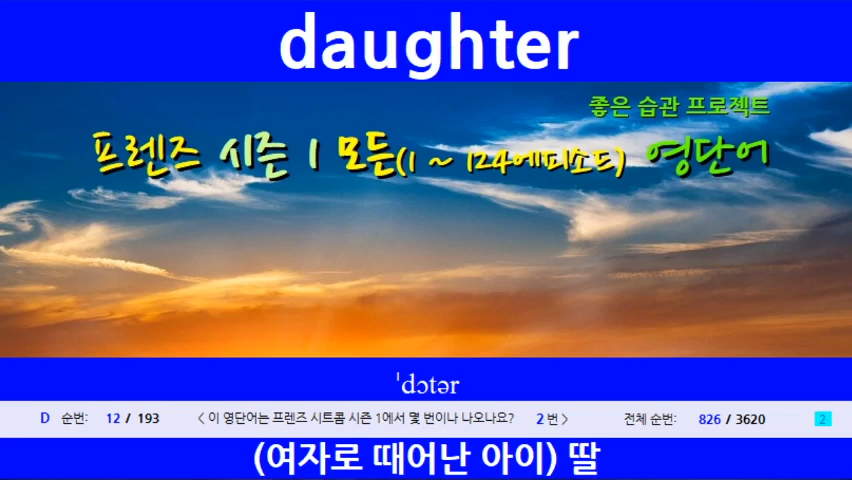 daughter
좋은 습관 프로젝트
프렌즈 시즌 1 모든(1 ~ 124에피소드) 영단어
ˈdɔtər
D 순번: 12 / 193 < 이 영단어는 프렌즈 시트콤 시즌 1에서 몇 번이나 나오나요? 2 번 > 전체 순번: 826 / 3620 2
(여자로 때어난 아이) 딸